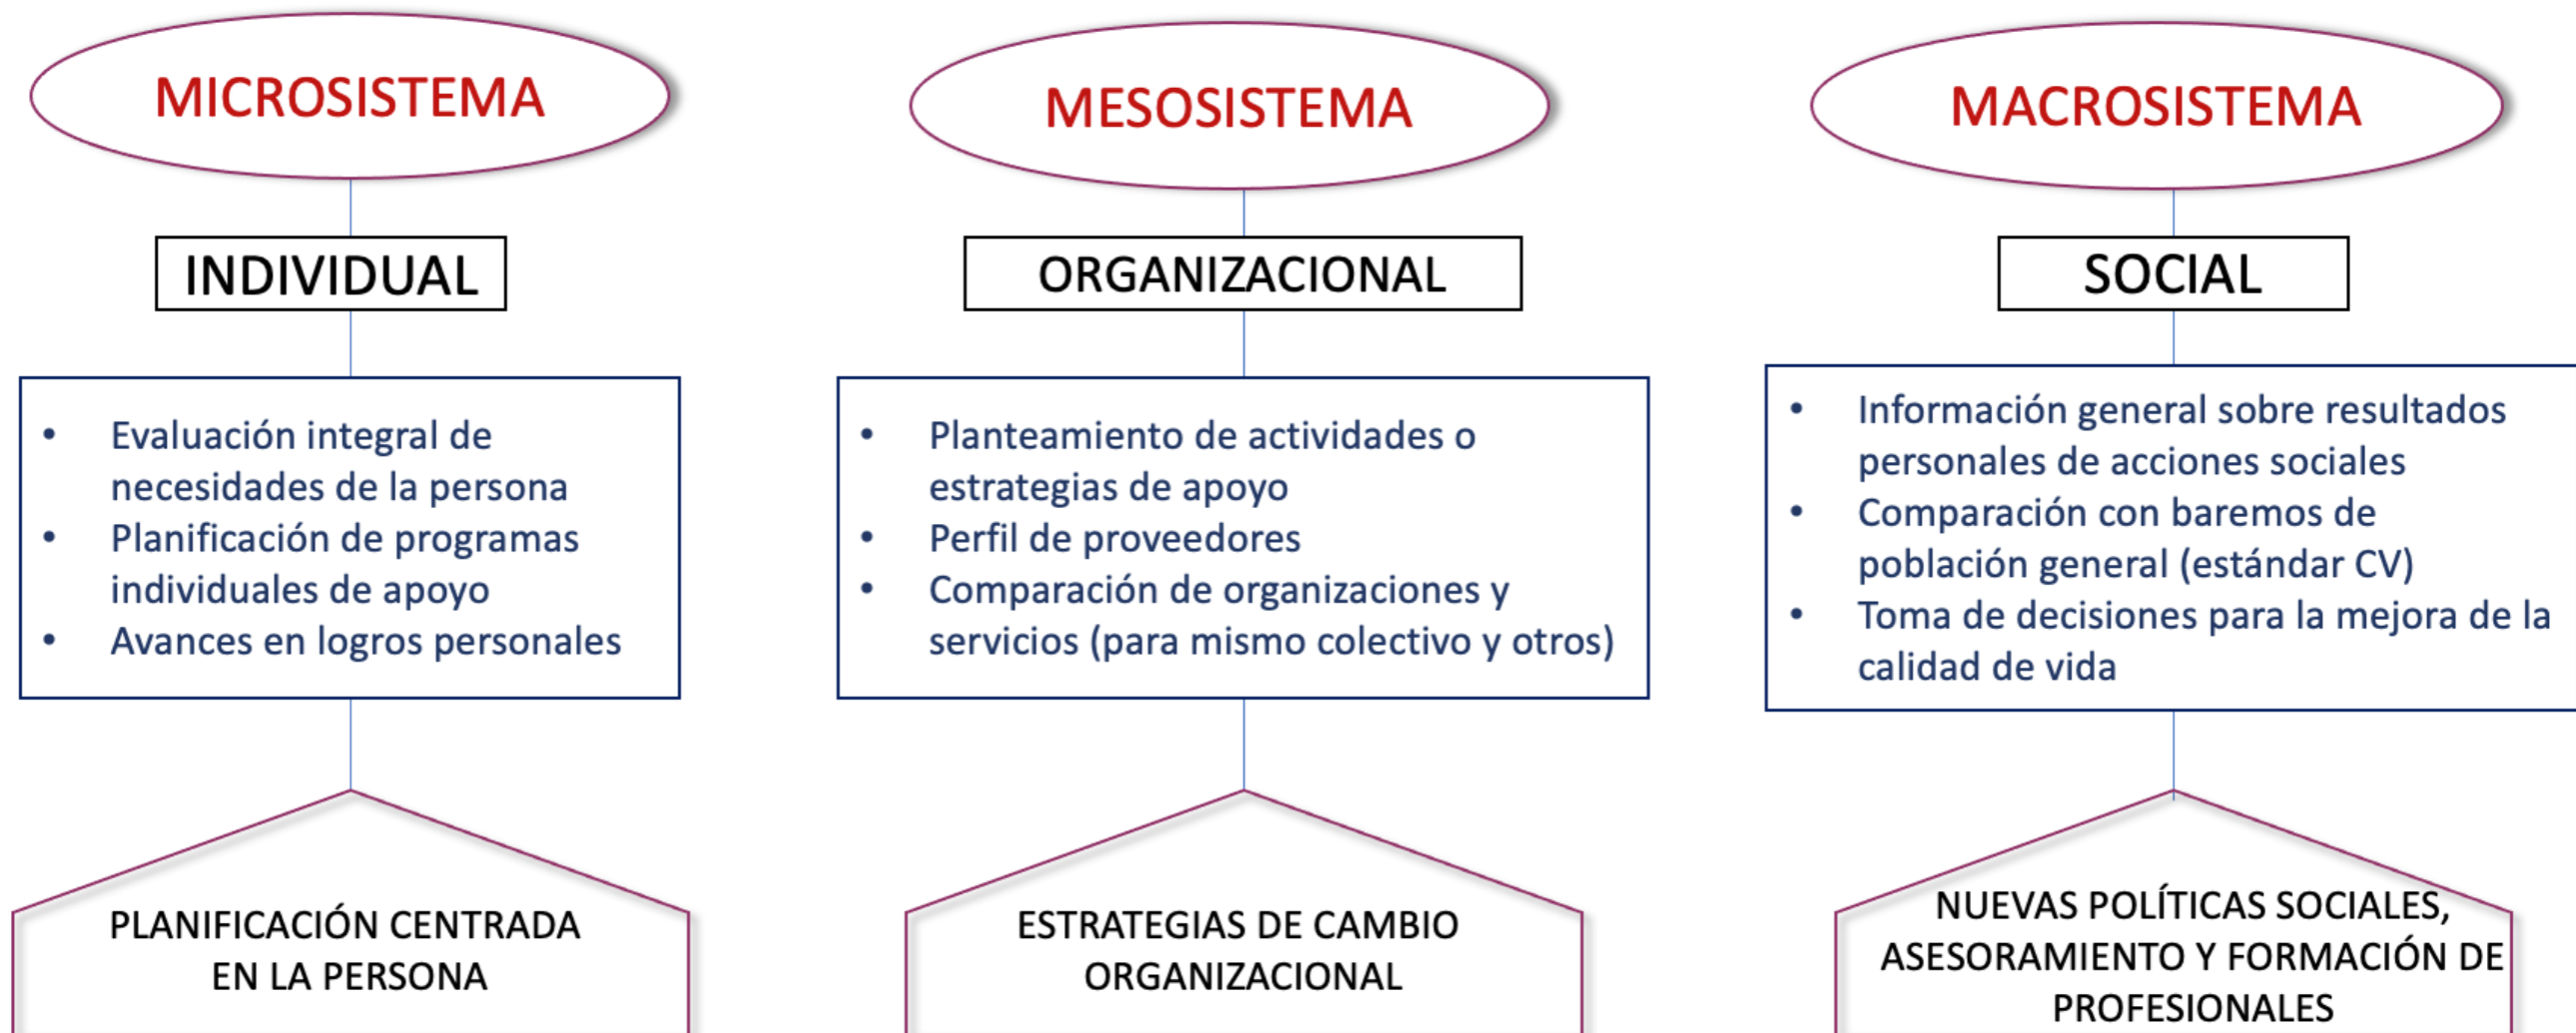 MICROSISTEMA
INDIVIDUAL
• Evaluación integral de
necesidades de la persona
• Planificación de programas
individuales de apoyo
• Avances en logros personales
PLANIFICACIÓN CENTRADA
EN LA PERSONA
MESOSISTEMA
ORGANIZACIONAL
• Planteamiento de actividades o
estrategias de apoyo
• Perfil de proveedores
• Comparación de organizaciones y
servicios (para mismo colectivo y otros)
ESTRATEGIAS DE CAMBIO
ORGANIZACIONAL
MACROSISTEMA
SOCIAL
• Información general sobre resultados
personales de acciones sociales
• Comparación con baremos de
población general (estándar CV)
• Toma de decisiones para la mejora de la
calidad de vida
NUEVAS POLÍTICAS SOCIALES,
ASESORAMIENTO Y FORMACIÓN DE
PROFESIONALES